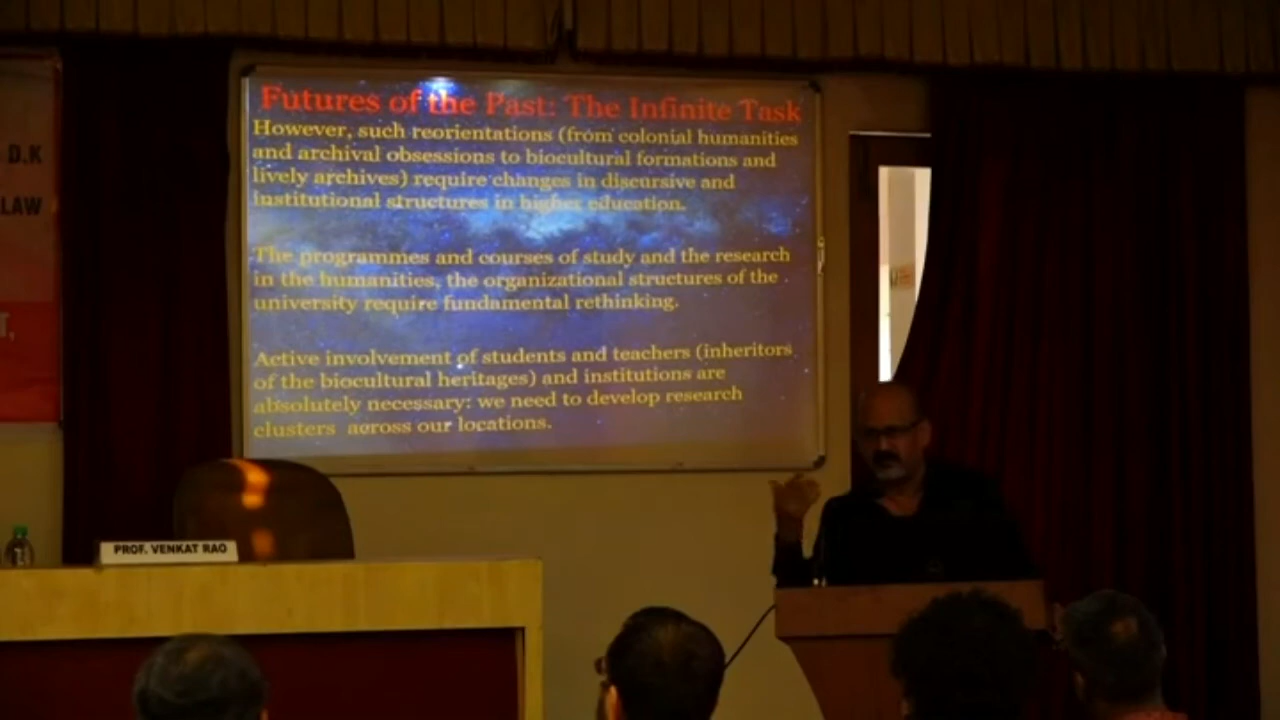 D.K
LAW
T,
Futures of the Past: The Infinite Task
However, such reorientations (from colonial humanities
and archival obsessions to biocultural formations and
lively archives) require changes in discursive and
institutional structures in higher education.
The programmes and courses of study and the research
in the humanities, the organizational structures of the
university require fundamental rethinking.
Active involvement of students and teachers (inheritors
of the biocultural heritages) and institutions are
absolutely necessary: we need to develop research
clusters across our locations.
PROF. VENKAT RAO